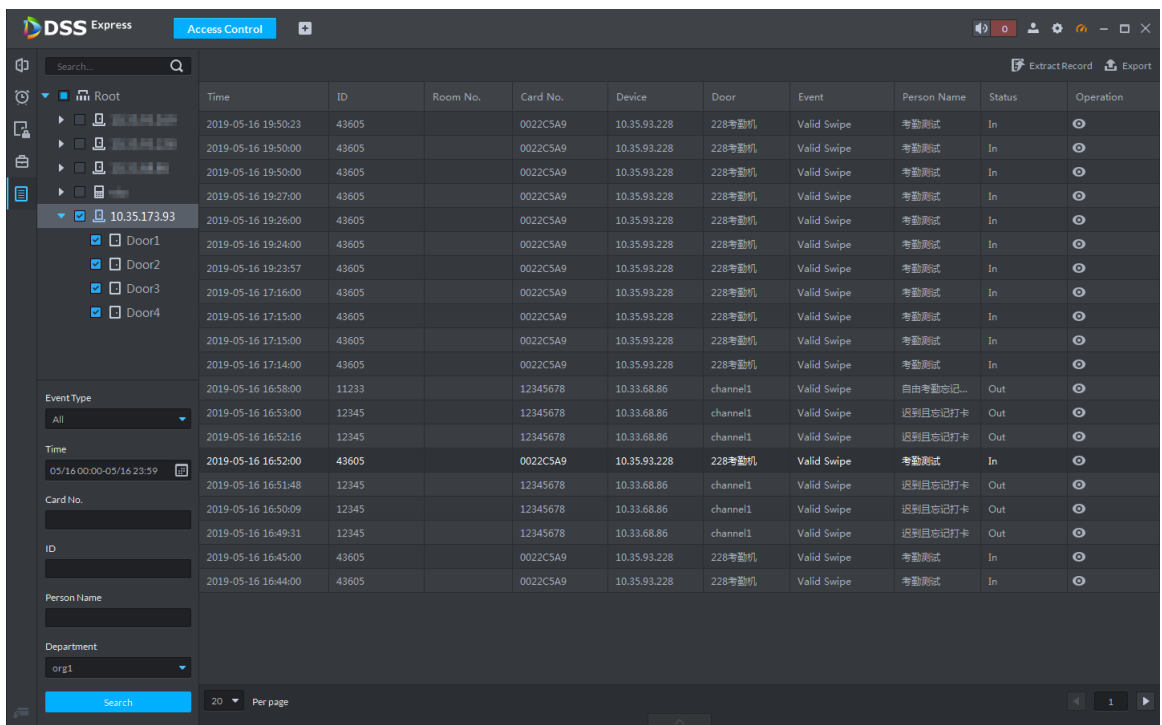 DSS Express Access Control 0
Search...
Extract Record Export
Root
10.35.173.93
Door1
Door2
Door3
Door4
Event Type
All
Time
05/16 00:00-05/16 23:59
Card No.
ID
Person Name
Department
org1
Search
Time ID Room No. Card No. Device Door Event Person Name Status Operation
2019-05-16 19:50:23 43605 0022C5A9 10.35.93.228 228考勤机 Valid Swipe 考勤测试 In
2019-05-16 19:50:00 43605 0022C5A9 10.35.93.228 228考勤机 Valid Swipe 考勤测试 In
2019-05-16 19:50:00 43605 0022C5A9 10.35.93.228 228考勤机 Valid Swipe 考勤测试 In
2019-05-16 19:27:00 43605 0022C5A9 10.35.93.228 228考勤机 Valid Swipe 考勤测试 In
2019-05-16 19:26:00 43605 0022C5A9 10.35.93.228 228考勤机 Valid Swipe 考勤测试 In
2019-05-16 19:24:00 43605 0022C5A9 10.35.93.228 228考勤机 Valid Swipe 考勤测试 In
2019-05-16 19:23:57 43605 0022C5A9 10.35.93.228 228考勤机 Valid Swipe 考勤测试 In
2019-05-16 17:16:00 43605 0022C5A9 10.35.93.228 228考勤机 Valid Swipe 考勤测试 In
2019-05-16 17:15:00 43605 0022C5A9 10.35.93.228 228考勤机 Valid Swipe 考勤测试 In
2019-05-16 17:15:00 43605 0022C5A9 10.35.93.228 228考勤机 Valid Swipe 考勤测试 In
2019-05-16 17:14:00 43605 0022C5A9 10.35.93.228 228考勤机 Valid Swipe 考勤测试 In
2019-05-16 16:58:00 11233 12345678 10.33.68.86 channel1 Valid Swipe 自由考勤忘记... Out
2019-05-16 16:53:00 12345 12345678 10.33.68.86 channel1 Valid Swipe 迟到且忘记打卡 Out
2019-05-16 16:52:16 12345 12345678 10.33.68.86 channel1 Valid Swipe 迟到且忘记打卡 Out
2019-05-16 16:52:00 43605 0022C5A9 10.35.93.228 228考勤机 Valid Swipe 考勤测试 In
2019-05-16 16:51:48 12345 12345678 10.33.68.86 channel1 Valid Swipe 迟到且忘记打卡 Out
2019-05-16 16:50:09 12345 12345678 10.33.68.86 channel1 Valid Swipe 迟到且忘记打卡 Out
2019-05-16 16:49:31 12345 12345678 10.33.68.86 channel1 Valid Swipe 迟到且忘记打卡 Out
2019-05-16 16:45:00 43605 0022C5A9 10.35.93.228 228考勤机 Valid Swipe 考勤测试 In
2019-05-16 16:44:00 43605 0022C5A9 10.35.93.228 228考勤机 Valid Swipe 考勤测试 In
20 Per page 1